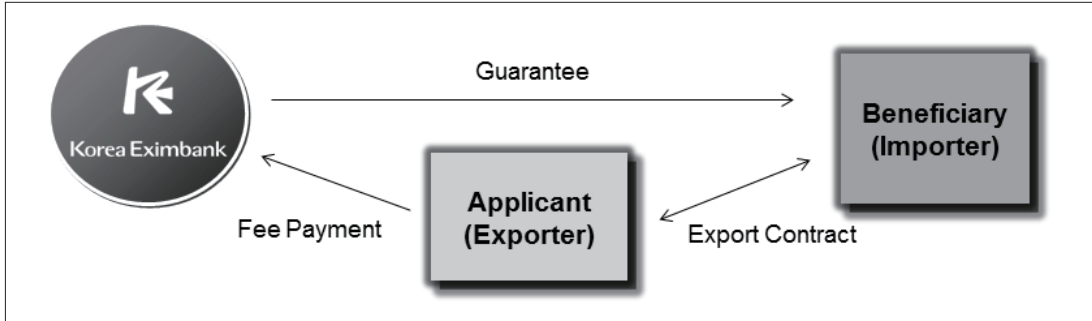 Guarantee
Korea Eximbank
Beneficiary
(Importer)
Applicant
(Exporter)
Fee Payment
Export Contract